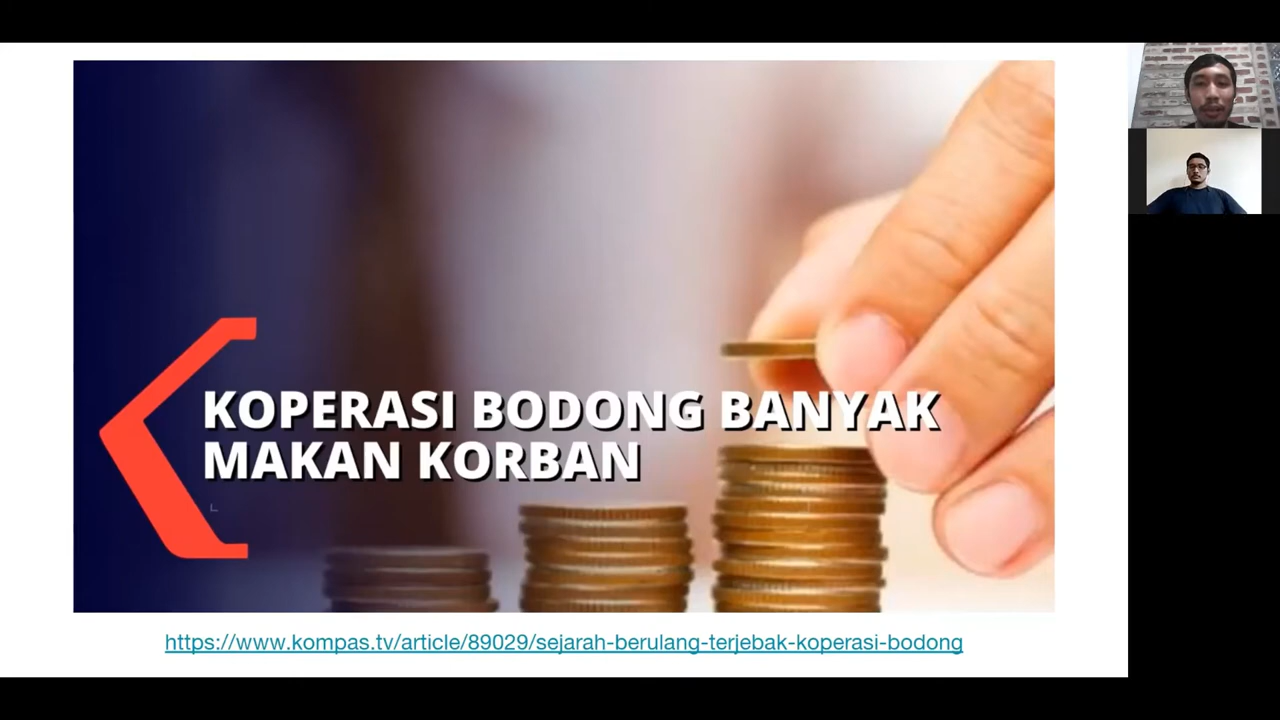 KOPERASI BODONG BANYAK
MAKAN KORBAN
https://www.kompas.tv/article/89029/sejarah-berulang-terjebak-koperasi-bodong